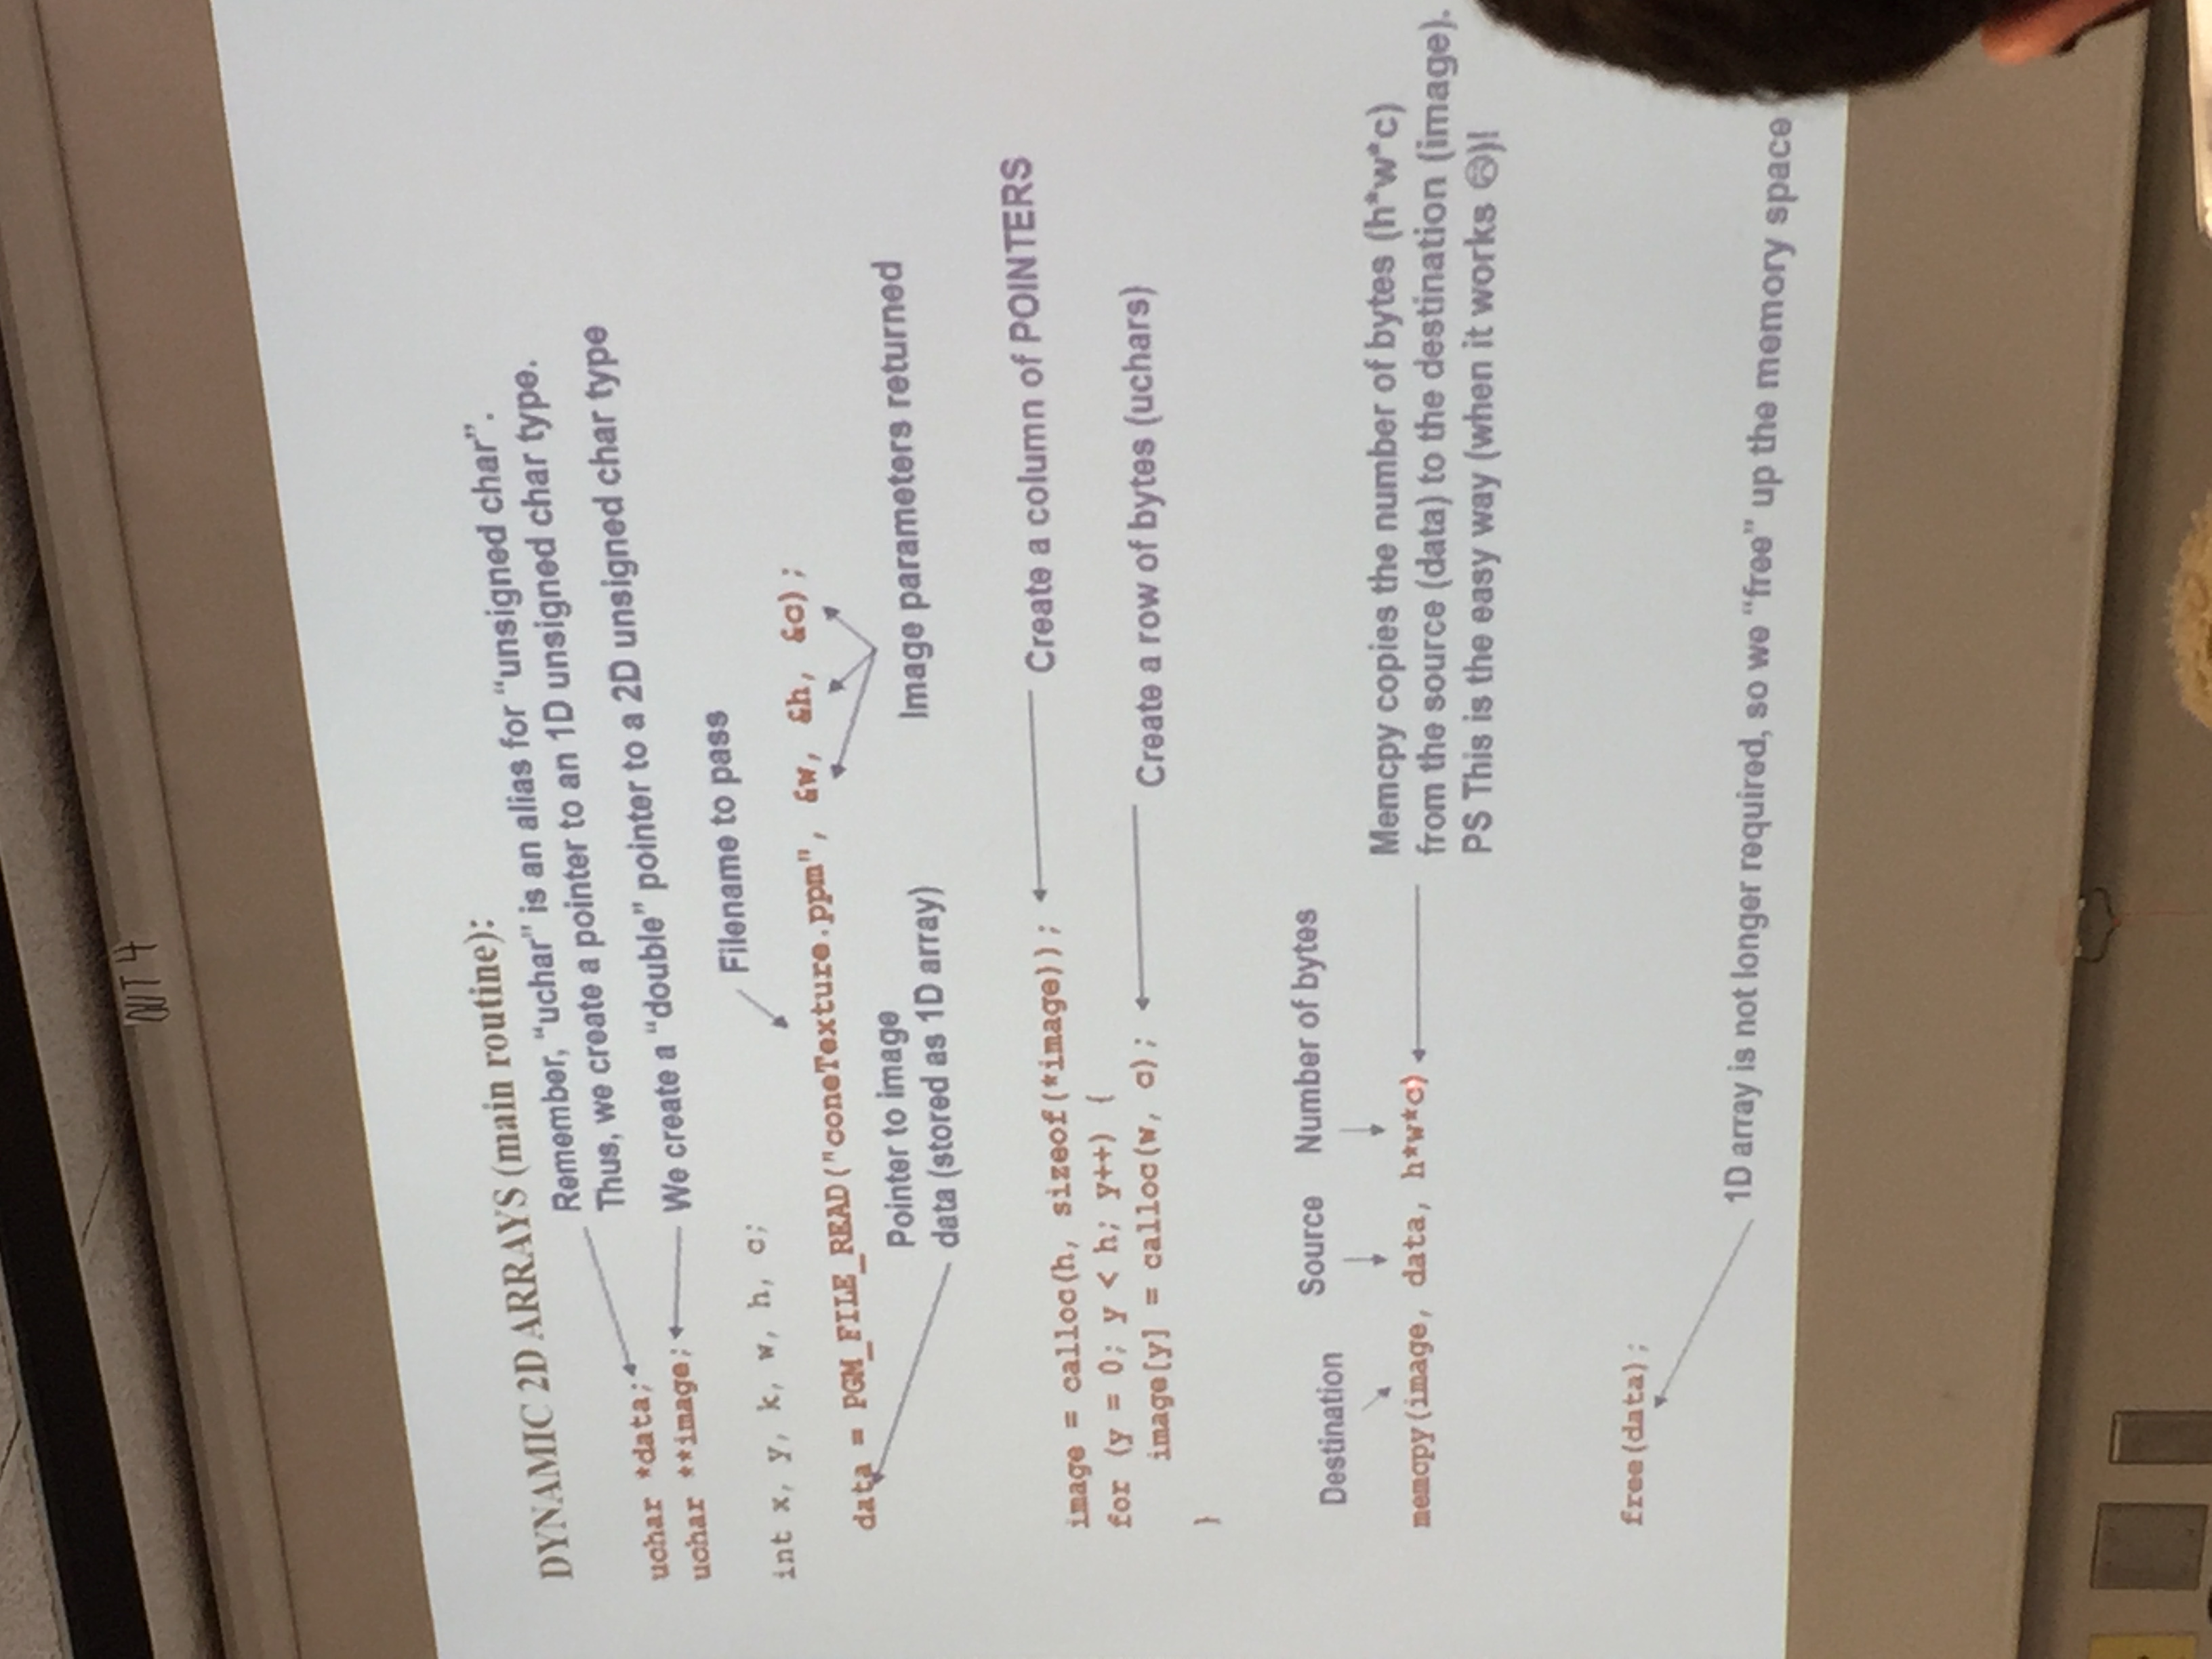 OUT 4
DYNAMIC 2D ARRAYS (main routine):
Remember, “uchar” is an alias for “unsigned char”.
Thus, we create a pointer to an 1D unsigned char type.
uchar *data;
We create a “double” pointer to a 2D unsigned char type
uchar **image;
Filename to pass
int x, y, k, w, h, c;
data = PGM_FILE_READ("coneTexture.ppm", &w, &h, &c);
Pointer to image
data (stored as 1D array)
Image parameters returned
image = calloc(h, sizeof(*image));
Create a column of POINTERS
for (y = 0; y < h; y++) {
image[y] = calloc(w, c);
Create a row of bytes (uchars)
}
Destination
Source
Number of bytes
memcpy(image, data, h*w*c)
Memcpy copies the number of bytes (h*w*c)
from the source (data) to the destination (image).
PS This is the easy way (when it works ☹)!
free(data);
1D array is not longer required, so we “free” up the memory space